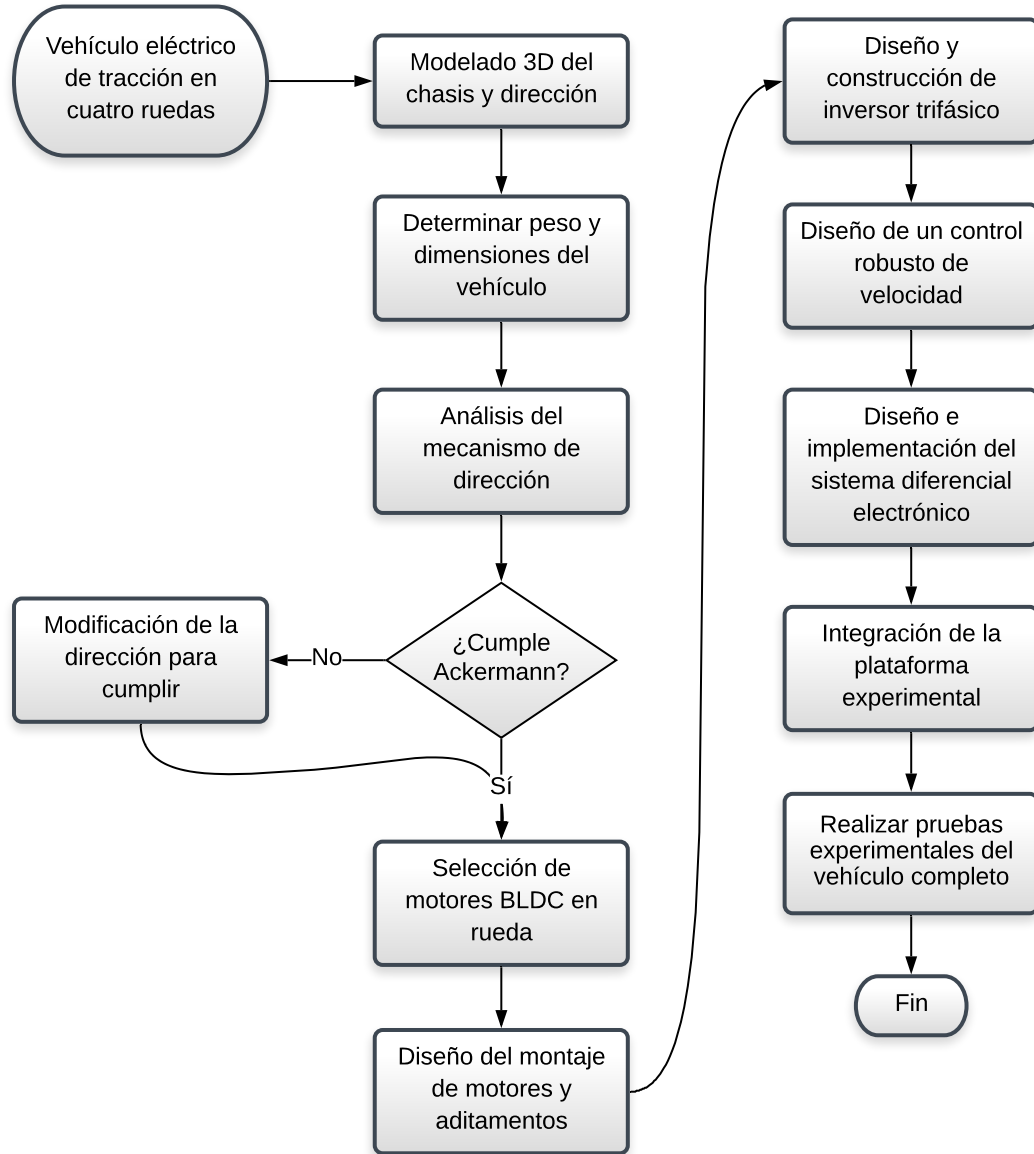 Vehículo eléctrico
de tracción en
cuatro ruedas
Modelado 3D del
chasis y dirección
Determinar peso y
dimensiones del
vehículo
Análisis del
mecanismo de
dirección
¿Cumple
Ackermann?
No
Modificación de la
dirección para
cumplir
Sí
Selección de
motores BLDC en
rueda
Diseño del montaje
de motores y
aditamentos
Diseño y
construcción de
inversor trifásico
Diseño de un control
robusto de
velocidad
Diseño e
implementación del
sistema diferencial
electrónico
Integración de la
plataforma
experimental
Realizar pruebas
experimentales del
vehículo completo
Fin